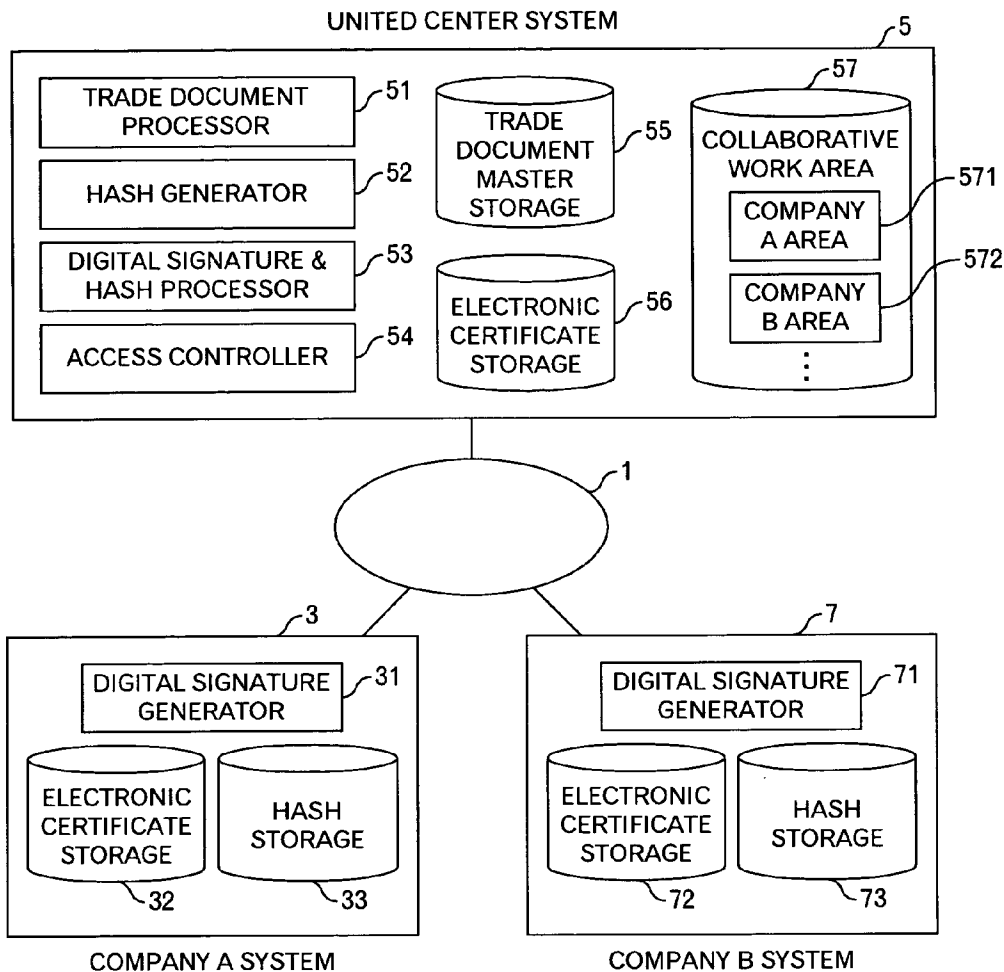 UNITED CENTER SYSTEM
5
TRADE DOCUMENT
PROCESSOR
51
HASH GENERATOR
52
DIGITAL SIGNATURE &
HASH PROCESSOR
53
ACCESS CONTROLLER
54
TRADE
DOCUMENT
MASTER
STORAGE
55
ELECTRONIC
CERTIFICATE
STORAGE
56
57
COLLABORATIVE
WORK AREA
571
COMPANY
A AREA
572
COMPANY
B AREA
1
3
DIGITAL SIGNATURE
GENERATOR
31
ELECTRONIC
CERTIFICATE
STORAGE
32
HASH
STORAGE
33
COMPANY A SYSTEM
7
DIGITAL SIGNATURE
GENERATOR
71
ELECTRONIC
CERTIFICATE
STORAGE
72
HASH
STORAGE
73
COMPANY B SYSTEM